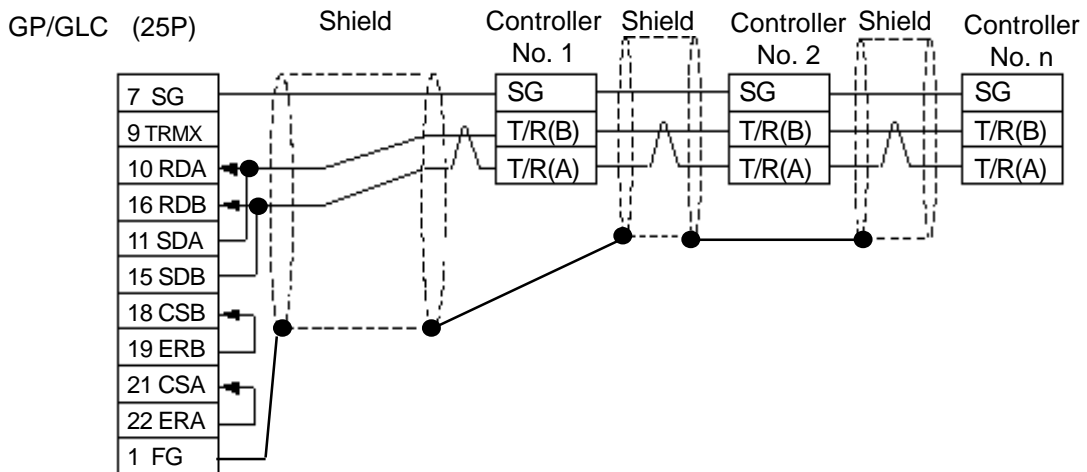 GP/GLC (25P)
Shield
Controller No. 1
Shield
Controller No. 2
Shield
Controller No. n
7 SG
9 TRMX
10 RDA
16 RDB
11 SDA
15 SDB
18 CSB
19 ERB
21 CSA
22 ERA
1 FG
SG
T/R(B)
T/R(A)
SG
T/R(B)
T/R(A)
SG
T/R(B)
T/R(A)